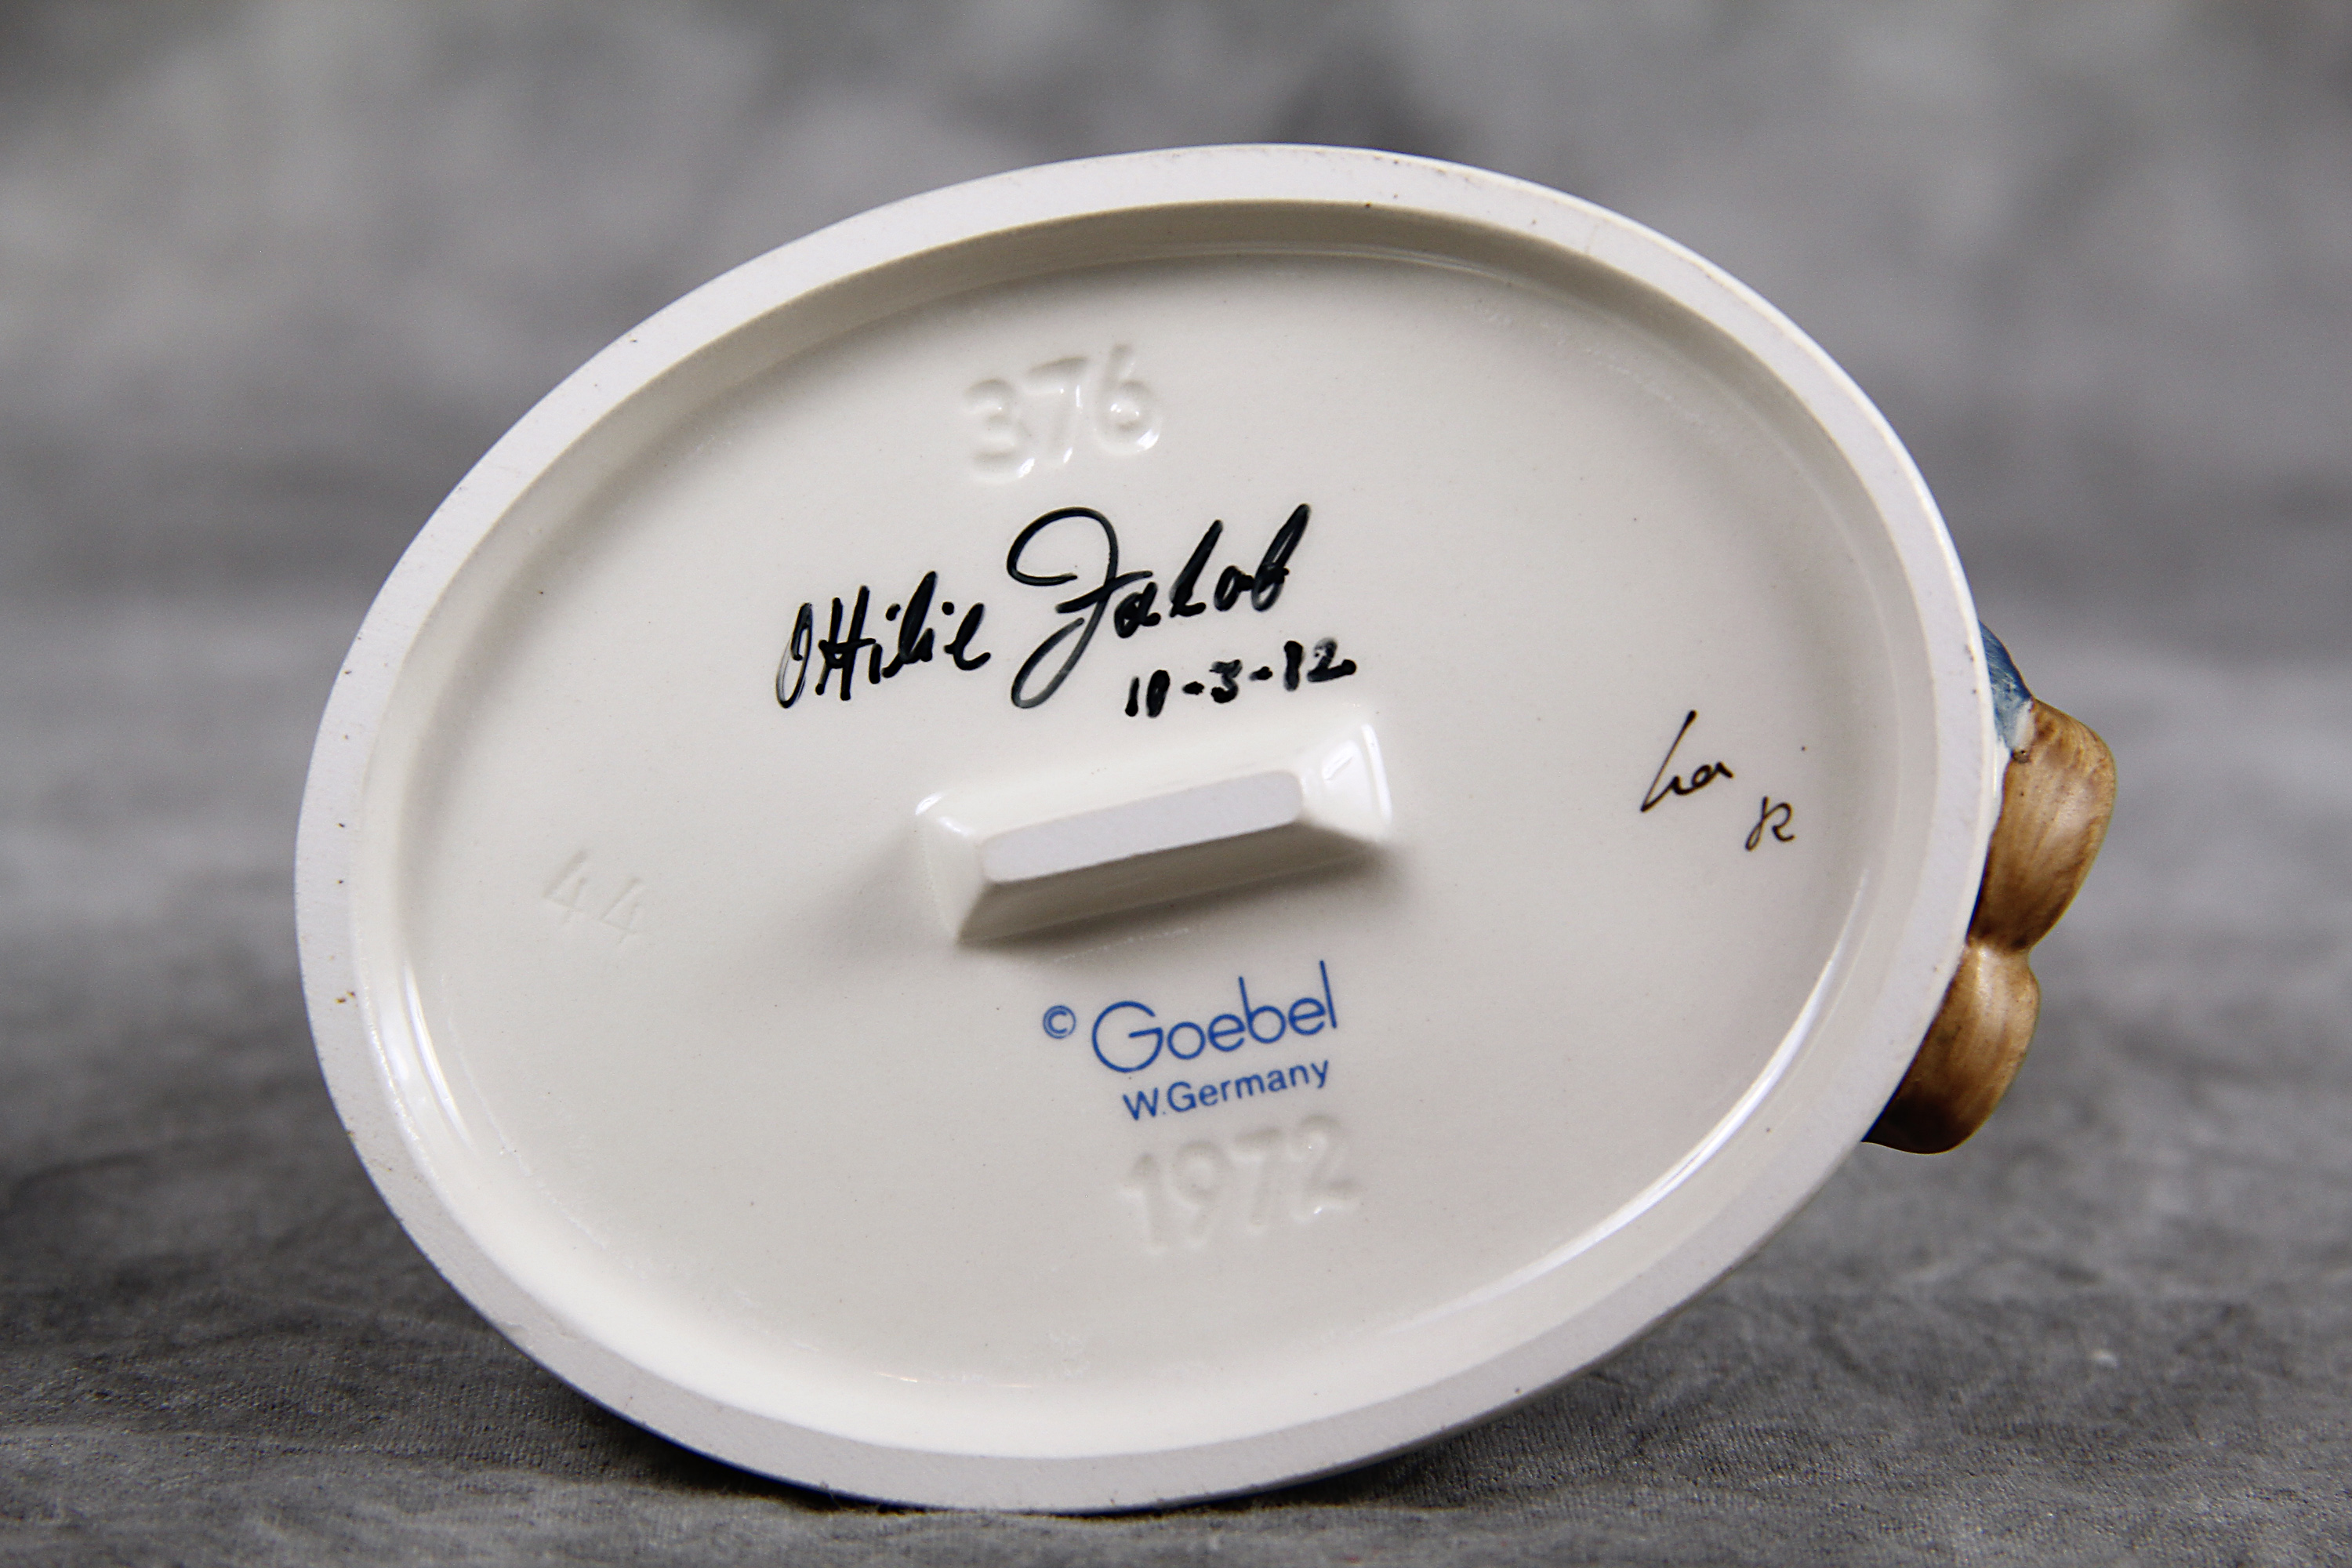 376
Ottilie Jakob
10-3-82
44
© Goebel
W.Germany
1972